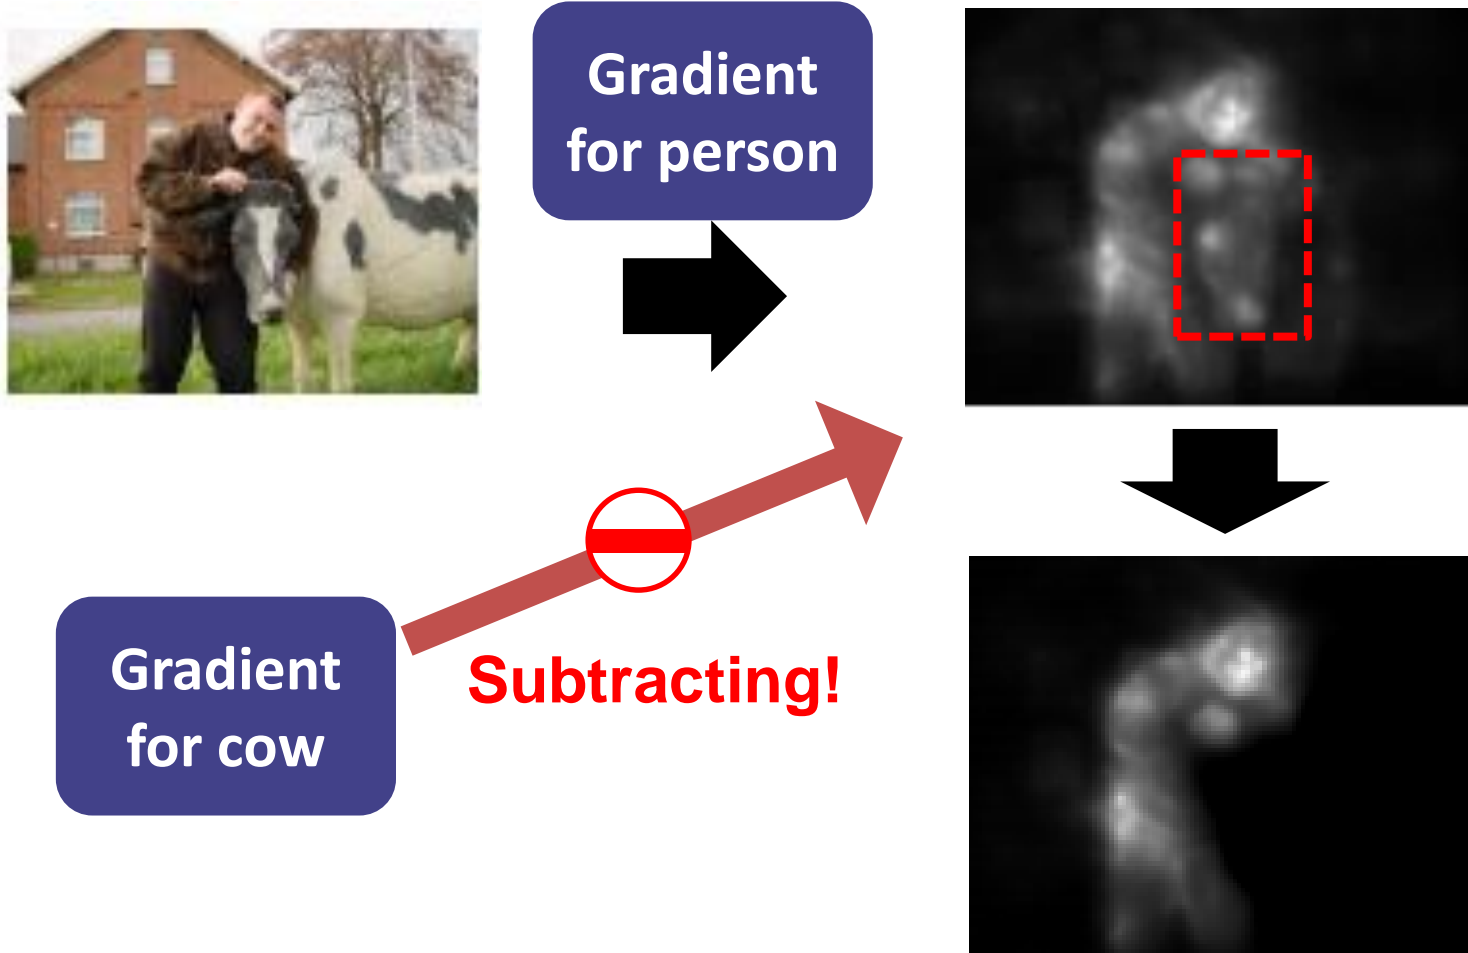 Gradient
for person
Gradient
for cow
Subtracting!